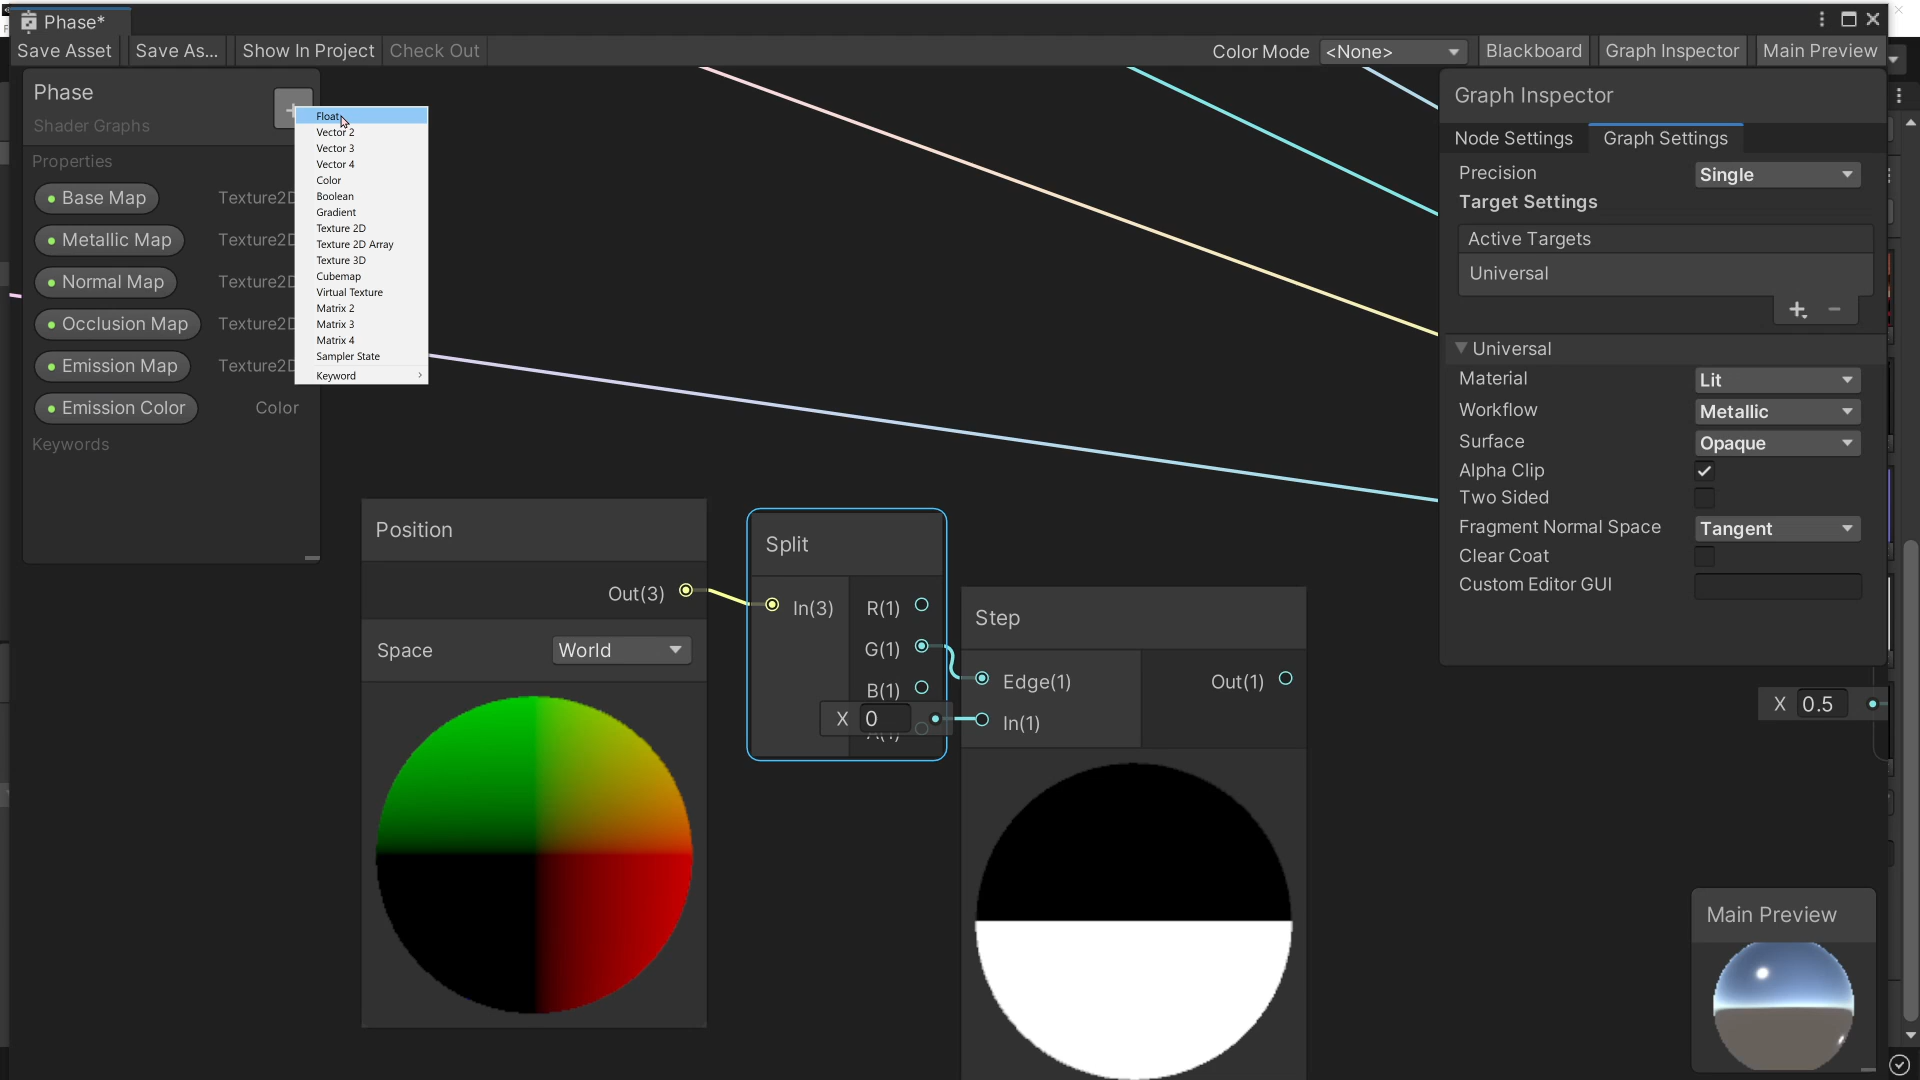 Phase*
Save Asset
Save As...
Show In Project
Check Out
Color Mode
<None>
Blackboard
Graph Inspector
Main Preview
Phase
+
Shader Graphs
Properties
Base Map
Texture2D
Metallic Map
Texture2D
Normal Map
Texture2D
Occlusion Map
Texture2D
Emission Map
Texture2D
Emission Color
Color
Keywords
Float
Vector 2
Vector 3
Vector 4
Color
Boolean
Gradient
Texture 2D
Texture 2D Array
Texture 3D
Cubemap
Virtual Texture
Matrix 2
Matrix 3
Matrix 4
Sampler State
Keyword
Graph Inspector
Node Settings
Graph Settings
Precision
Single
Target Settings
Active Targets
Universal
Universal
Material
Lit
Workflow
Metallic
Surface
Opaque
Alpha Clip
Two Sided
Fragment Normal Space
Tangent
Clear Coat
Custom Editor GUI
Position
Out(3)
Space
World
Split
In(3)
R(1)
G(1)
B(1)
A(1)
X 0
Step
Edge(1)
In(1)
Out(1)
X 0.5
Main Preview